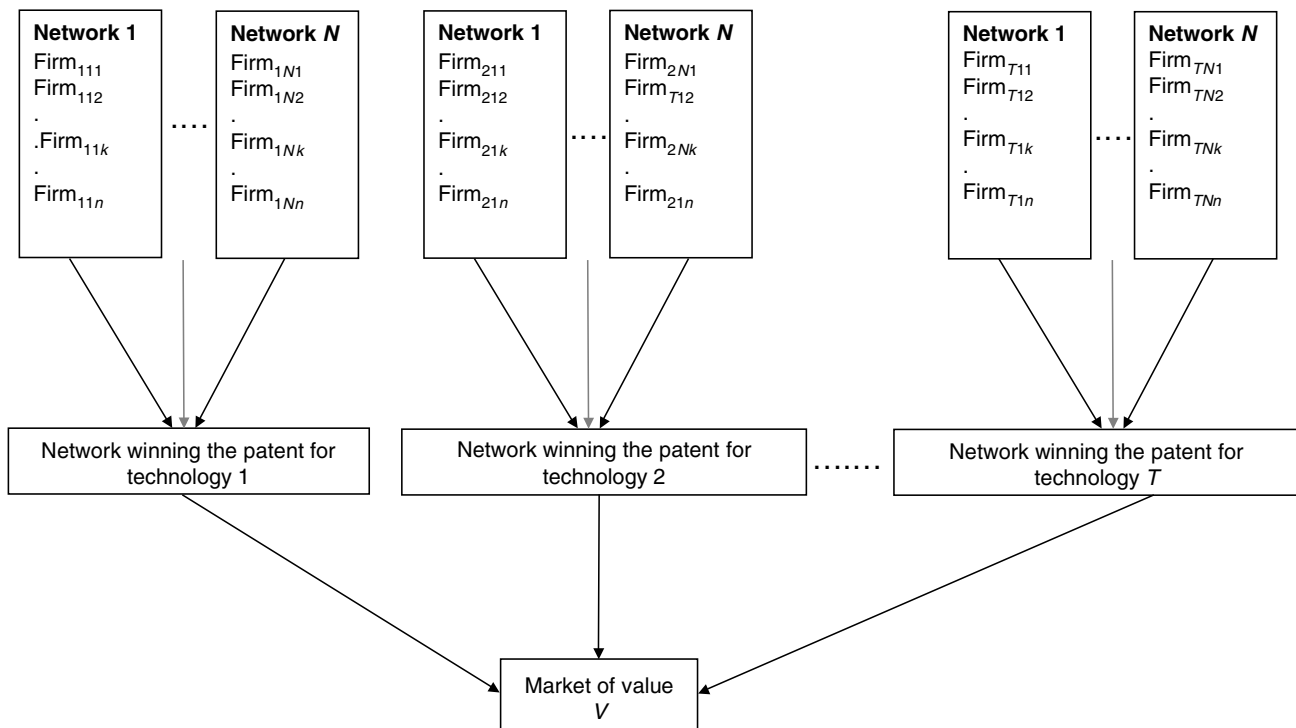 Network 1
Firm111
Firm112
.
.Firm11k
.
Firm11n
....
Network N
Firm1N1
Firm1N2
.
Firm1Nk
.
Firm1Nn
Network 1
Firm211
Firm212
.
Firm21k
.
Firm21n
....
Network N
Firm2N1
FirmT12
.
Firm2Nk
.
Firm21n
Network 1
FirmT11
FirmT12
.
FirmT1k
.
FirmT1n
....
Network N
FirmTN1
FirmTN2
.
FirmTNk
.
FirmTNn
Network winning the patent for
technology 1
Network winning the patent for
technology 2
.......
Network winning the patent for
technology T
Market of value
V